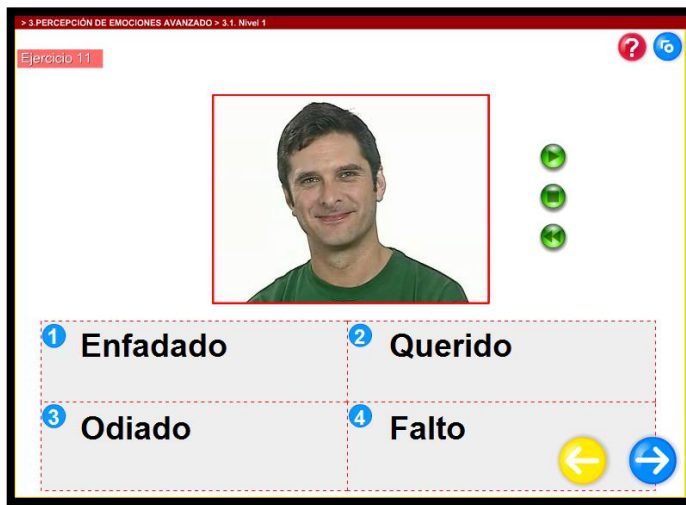 > 3.PERCEPCIÓN DE EMOCIONES AVANZADO > 3.1. Nivel 1
Ejercicio 11
?
1 Enfadado
2 Querido
3 Odiado
4 Falto